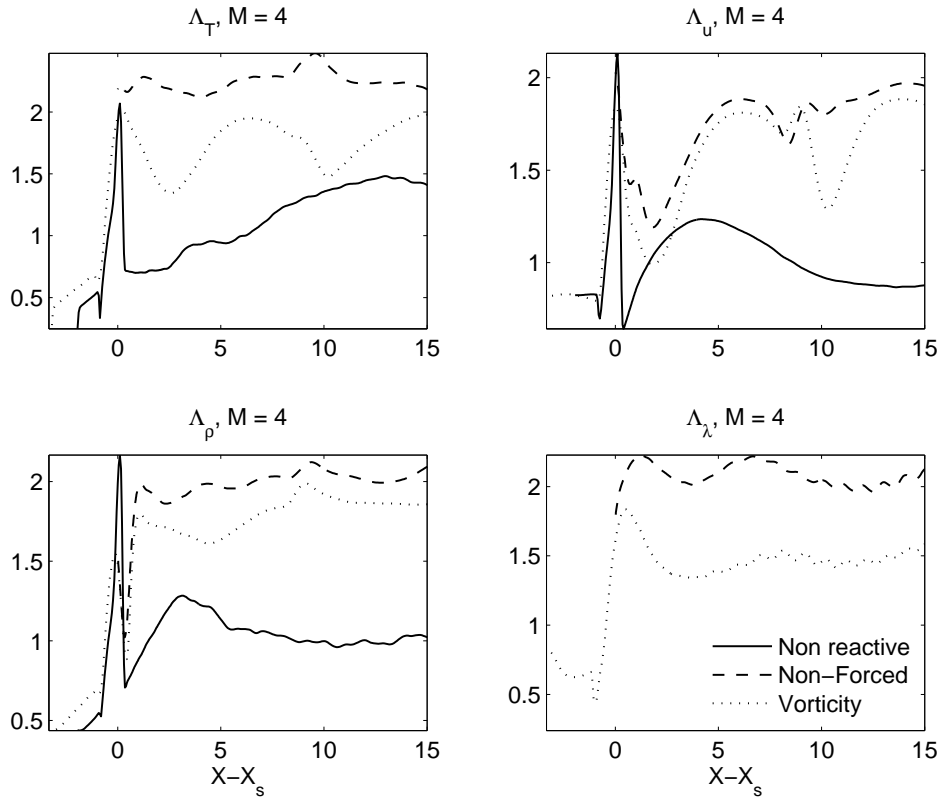 Λ_T, M = 4
2
1.5
1
0.5
0 5 10 15
Λ_u, M = 4
2
1.5
1
0 5 10 15
Λ_ρ, M = 4
2
1.5
1
0.5
0 5 10 15
X−X_s
Λ_λ, M = 4
2
1.5
1
0.5
Non reactive
Non−Forced
Vorticity
0 5 10 15
X−X_s